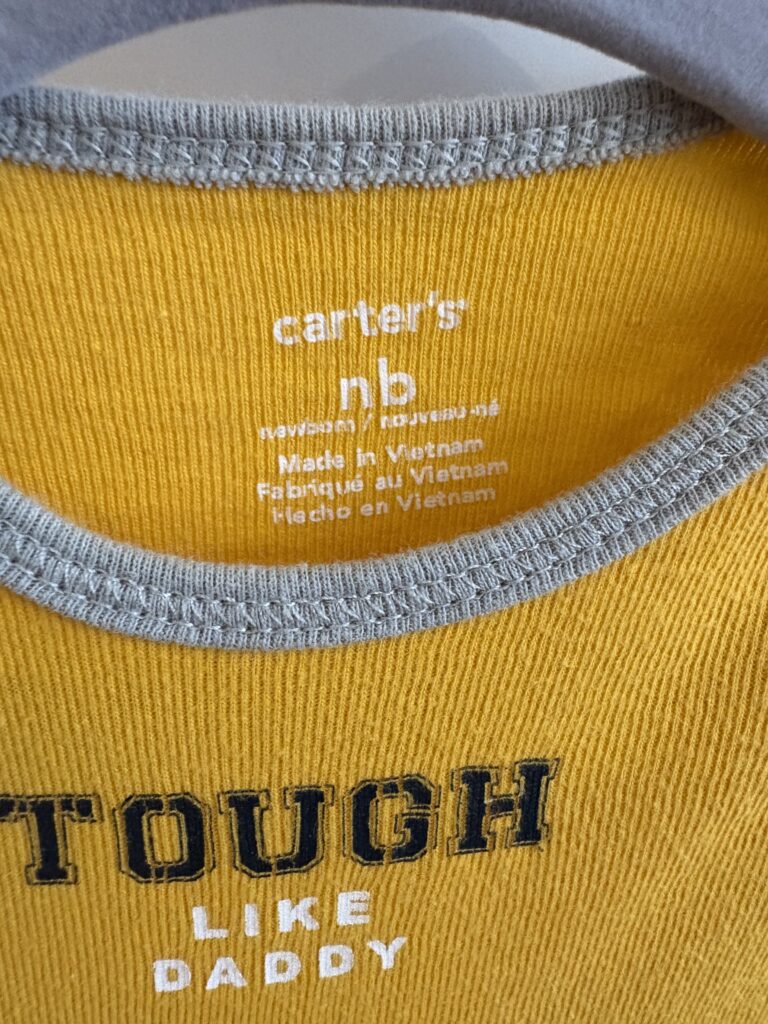 carter's
nb
newborn / nouveau-né
Made in Vietnam
Fabriqué au Vietnam
Hecho en Vietnam
TOUGH
LIKE
DADDY